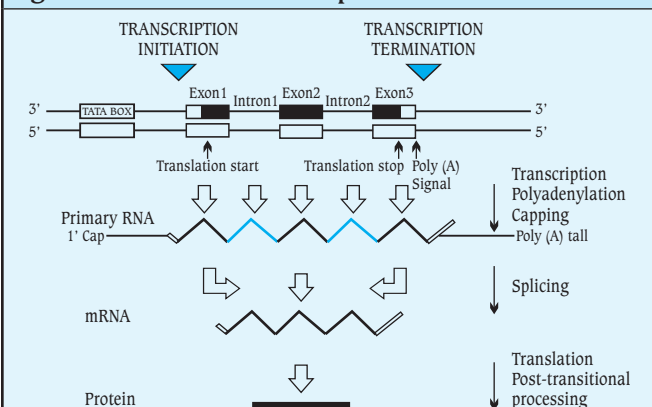 TRANSCRIPTION
INITIATION
TRANSCRIPTION
TERMINATION
Exon1
Intron1
Exon2
Intron2
Exon3
3'
TATA BOX
3'
5'
5'
Translation start
Translation stop
Poly (A)
Signal
Transcription
Polyadenylation
Capping
Primary RNA
1' Cap
Poly (A) tall
Splicing
mRNA
Translation
Post-transitional
processing
Protein